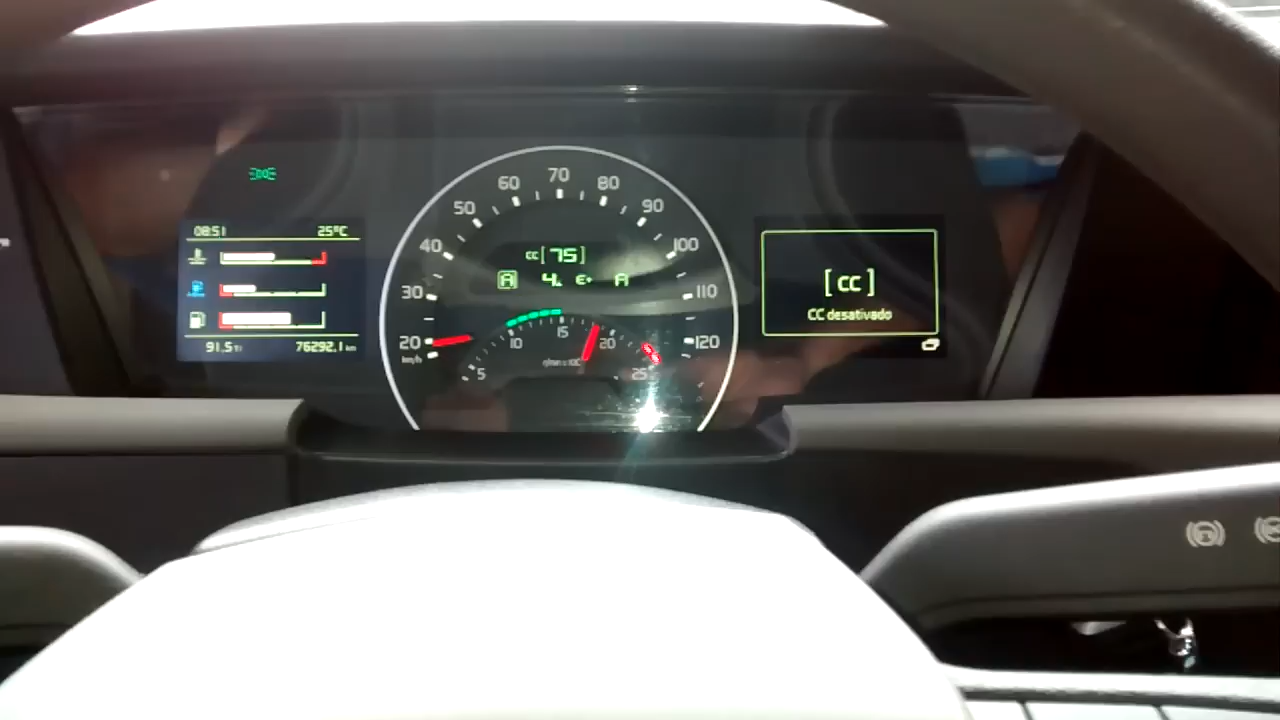 08:51 25°C
91.5 T1 76292.1 km
20 30 40 50 60 70 80 90 100 110 120
km/h
CC [75]
A 4 E+ A
5 10 15 20 25
[CC]
CC desativado